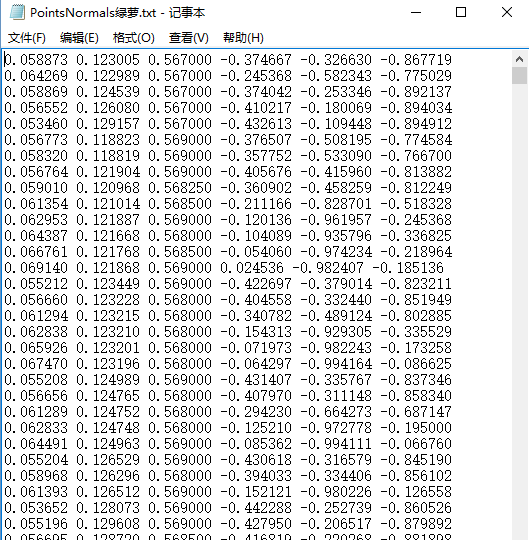 PointsNormals绿萝.txt - 记事本
文件(F) 编辑(E) 格式(O) 查看(V) 帮助(H)
0.058873 0.123005 0.567000 -0.374667 -0.326630 -0.867719
0.064269 0.122989 0.567000 -0.245368 -0.582343 -0.775029
0.058869 0.124539 0.567000 -0.374042 -0.253346 -0.892137
0.056552 0.126080 0.567000 -0.410217 -0.180069 -0.894034
0.053460 0.129157 0.567000 -0.432613 -0.109448 -0.894912
0.056773 0.118823 0.569000 -0.376507 -0.508195 -0.774584
0.058320 0.118819 0.569000 -0.357752 -0.533090 -0.766700
0.056764 0.121904 0.569000 -0.405676 -0.415960 -0.813882
0.059010 0.120968 0.568250 -0.360902 -0.458259 -0.812249
0.061354 0.121014 0.568500 -0.211166 -0.828701 -0.518328
0.062953 0.121887 0.569000 -0.120136 -0.961957 -0.245368
0.064387 0.121668 0.568000 -0.104089 -0.935796 -0.336825
0.066761 0.121768 0.568500 -0.054060 -0.974234 -0.218964
0.069140 0.121868 0.569000 0.024536 -0.982407 -0.185136
0.055212 0.123449 0.569000 -0.422697 -0.379014 -0.823211
0.056660 0.123228 0.568000 -0.404558 -0.332440 -0.851949
0.061294 0.123215 0.568000 -0.340782 -0.489124 -0.802885
0.062838 0.123210 0.568000 -0.154313 -0.929305 -0.335529
0.065926 0.123201 0.568000 -0.071973 -0.982243 -0.173258
0.067470 0.123196 0.568000 -0.064297 -0.994164 -0.086625
0.055208 0.124989 0.569000 -0.431407 -0.335767 -0.837346
0.056656 0.124765 0.568000 -0.407970 -0.311148 -0.858340
0.061289 0.124752 0.568000 -0.294230 -0.664273 -0.687147
0.062833 0.124748 0.568000 -0.125210 -0.972778 -0.195000
0.064491 0.124963 0.569000 -0.085362 -0.994111 -0.066760
0.055204 0.126529 0.569000 -0.430618 -0.316579 -0.845190
0.058968 0.126296 0.568000 -0.394033 -0.334406 -0.856102
0.061393 0.126512 0.569000 -0.152121 -0.980226 -0.126558
0.053652 0.128073 0.569000 -0.442288 -0.252739 -0.860526
0.055196 0.129608 0.569000 -0.427950 -0.206517 -0.879892
0.056695 0.128720 0.568500 -0.416819 -0.220268 -0.881898